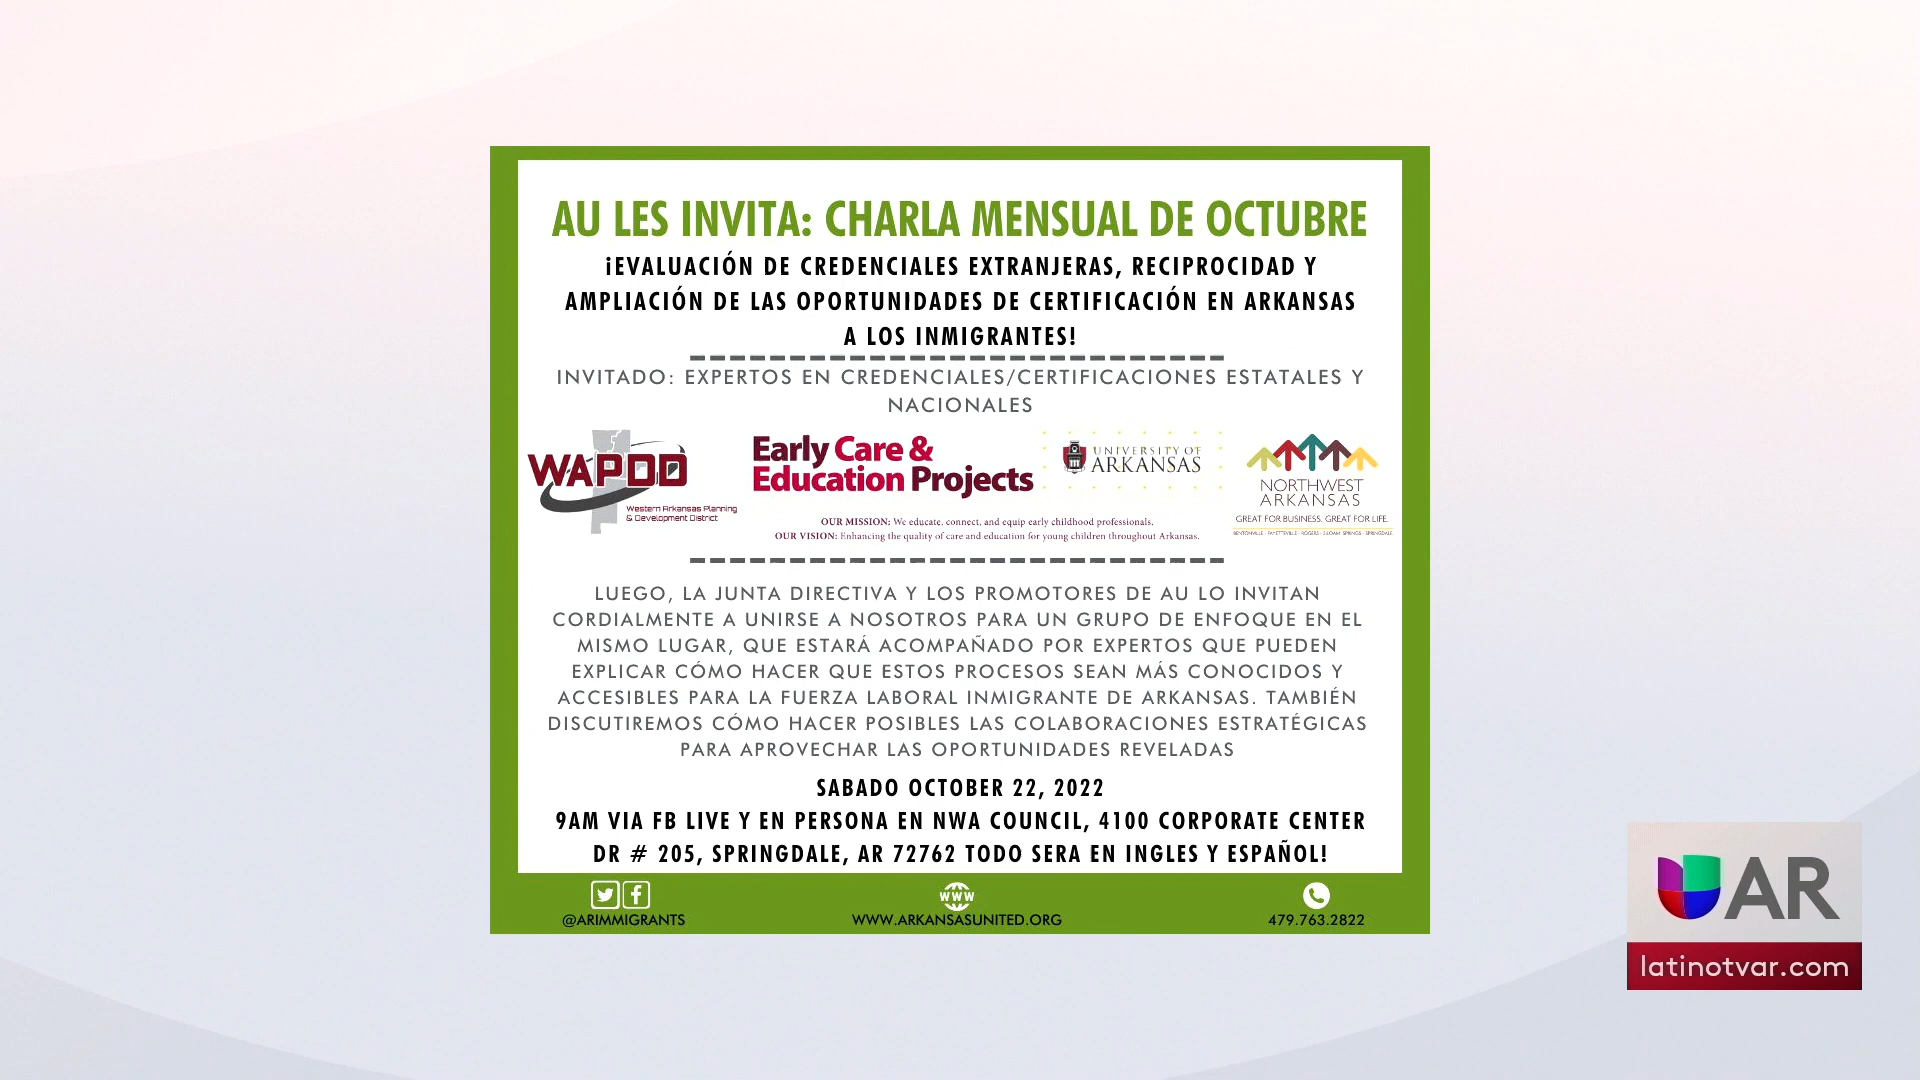 AU LES INVITA: CHARLA MENSUAL DE OCTUBRE
¡EVALUACIÓN DE CREDENCIALES EXTRANJERAS, RECIPROCIDAD Y
AMPLIACIÓN DE LAS OPORTUNIDADES DE CERTIFICACIÓN EN ARKANSAS
A LOS INMIGRANTES!
INVITADO: EXPERTOS EN CREDENCIALES/CERTIFICACIONES ESTATALES Y
NACIONALES
WAPDD
Western Arkansas Planning
& Development District
Early Care &
Education Projects
UNIVERSITY OF
ARKANSAS
OUR MISSION: We educate, connect, and equip early childhood professionals.
OUR VISION: Enhancing the quality of care and education for young children throughout Arkansas.
NORTHWEST
ARKANSAS
GREAT FOR BUSINESS. GREAT FOR LIFE.
BENTONVILLE - FAYETTEVILLE - ROGERS - SILOAM SPRINGS - SPRINGDALE
LUEGO, LA JUNTA DIRECTIVA Y LOS PROMOTORES DE AU LO INVITAN
CORDIALMENTE A UNIRSE A NOSOTROS PARA UN GRUPO DE ENFOQUE EN EL
MISMO LUGAR, QUE ESTARÁ ACOMPAÑADO POR EXPERTOS QUE PUEDEN
EXPLICAR CÓMO HACER QUE ESTOS PROCESOS SEAN MÁS CONOCIDOS Y
ACCESIBLES PARA LA FUERZA LABORAL INMIGRANTE DE ARKANSAS. TAMBIÉN
DISCUTIREMOS CÓMO HACER POSIBLES LAS COLABORACIONES ESTRATÉGICAS
PARA APROVECHAR LAS OPORTUNIDADES REVELADAS
SABADO OCTOBER 22, 2022
9AM VIA FB LIVE Y EN PERSONA EN NWA COUNCIL, 4100 CORPORATE CENTER
DR # 205, SPRINGDALE, AR 72762 TODO SERA EN INGLES Y ESPAÑOL!
@ARIMMIGRANTS
WWW
WWW.ARKANSASUNITED.ORG
479.763.2822
AR
latinotvar.com